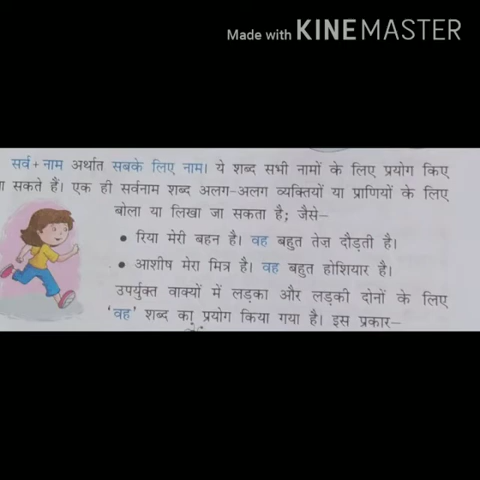 Made with KINEMASTER
सर्व + नाम अर्थात सबके लिए नाम। ये शब्द सभी नामों के लिए प्रयोग किए
सकते हैं। एक ही सर्वनाम शब्द अलग-अलग व्यक्तियों या प्राणियों के लिए
बोला या लिखा जा सकता है; जैसे–
• रिया मेरी बहन है। वह बहुत तेज़ दौड़ती है।
• आशीष मेरा मित्र है। वह बहुत होशियार है।
उपर्युक्त वाक्यों में लड़का और लड़की दोनों के लिए
'वह' शब्द का प्रयोग किया गया है। इस प्रकार–